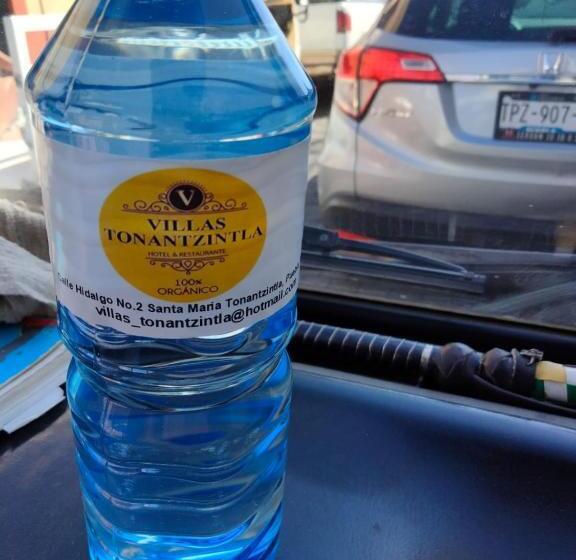 V
VILLAS
TONANTZINTLA
HOTEL & RESTAURANTE
100%
ORGÁNICO
Calle Hidalgo No.2 Santa Maria Tonantzintla,
villas_tonantzintla@hotmail.com
TPZ-907-